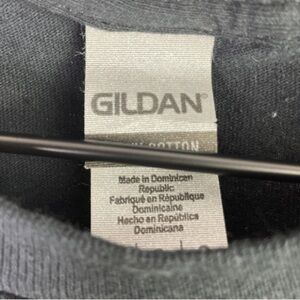 GILDAN®
COTTON
Made in Dominican
Republic
Fabriqué en République
Dominicaine
Hecho en República
Dominicana